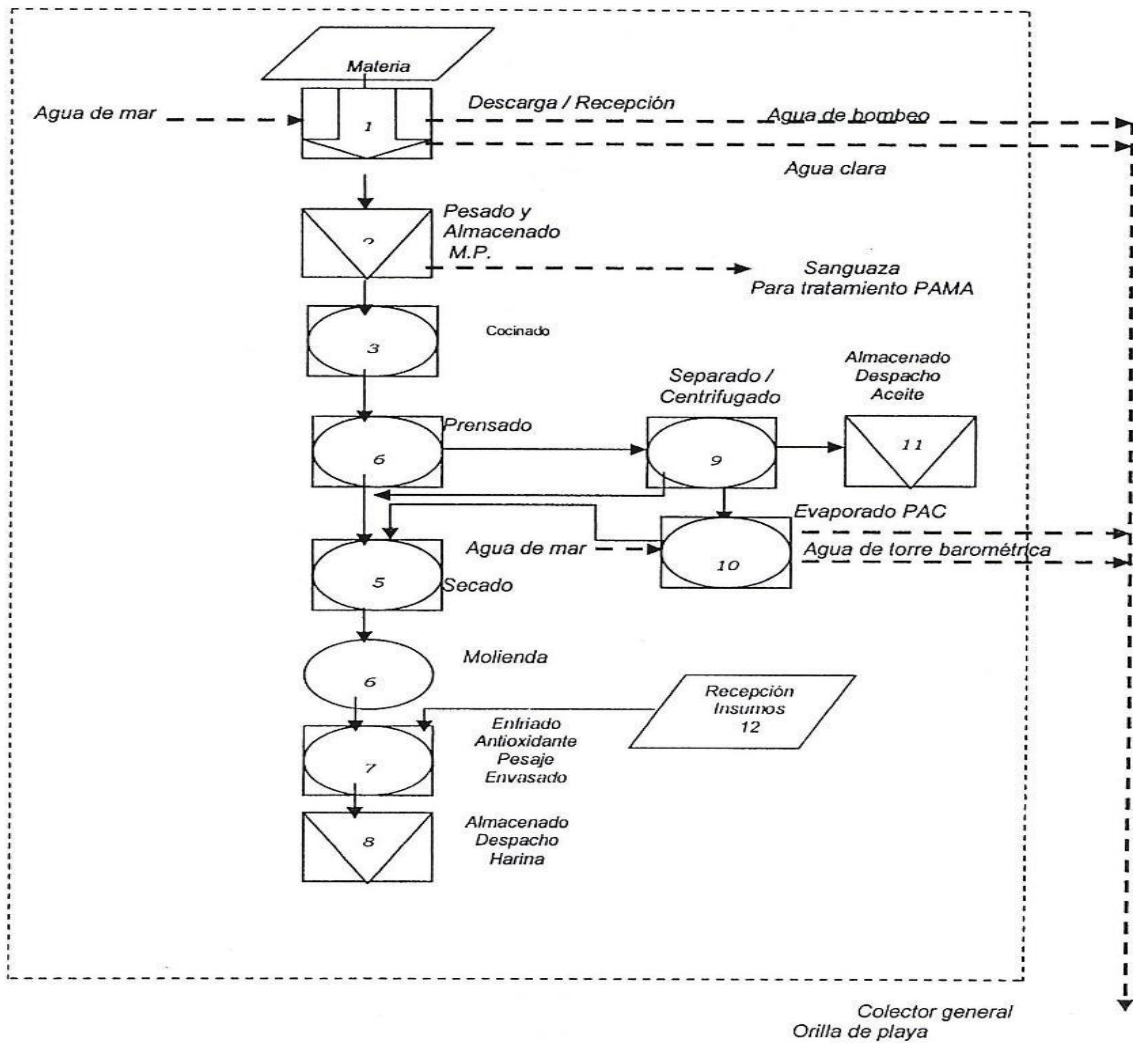 Materia
Agua de mar
1
Descarga / Recepción
Agua de bombeo
Agua clara
2
Pesado y
Almacenado
M.P.
Sanguaza
Para tratamiento PAMA
3
Cocinado
6
Prensado
Separado /
Centrifugado
9
Almacenado
Despacho
Aceite
11
Evaporado PAC
Agua de mar
10
Agua de torre barométrica
5
Secado
6
Molienda
Recepción
Insumos
12
7
Enfriado
Antioxidante
Pesaje
Envasado
8
Almacenado
Despacho
Harina
Colector general
Orilla de playa